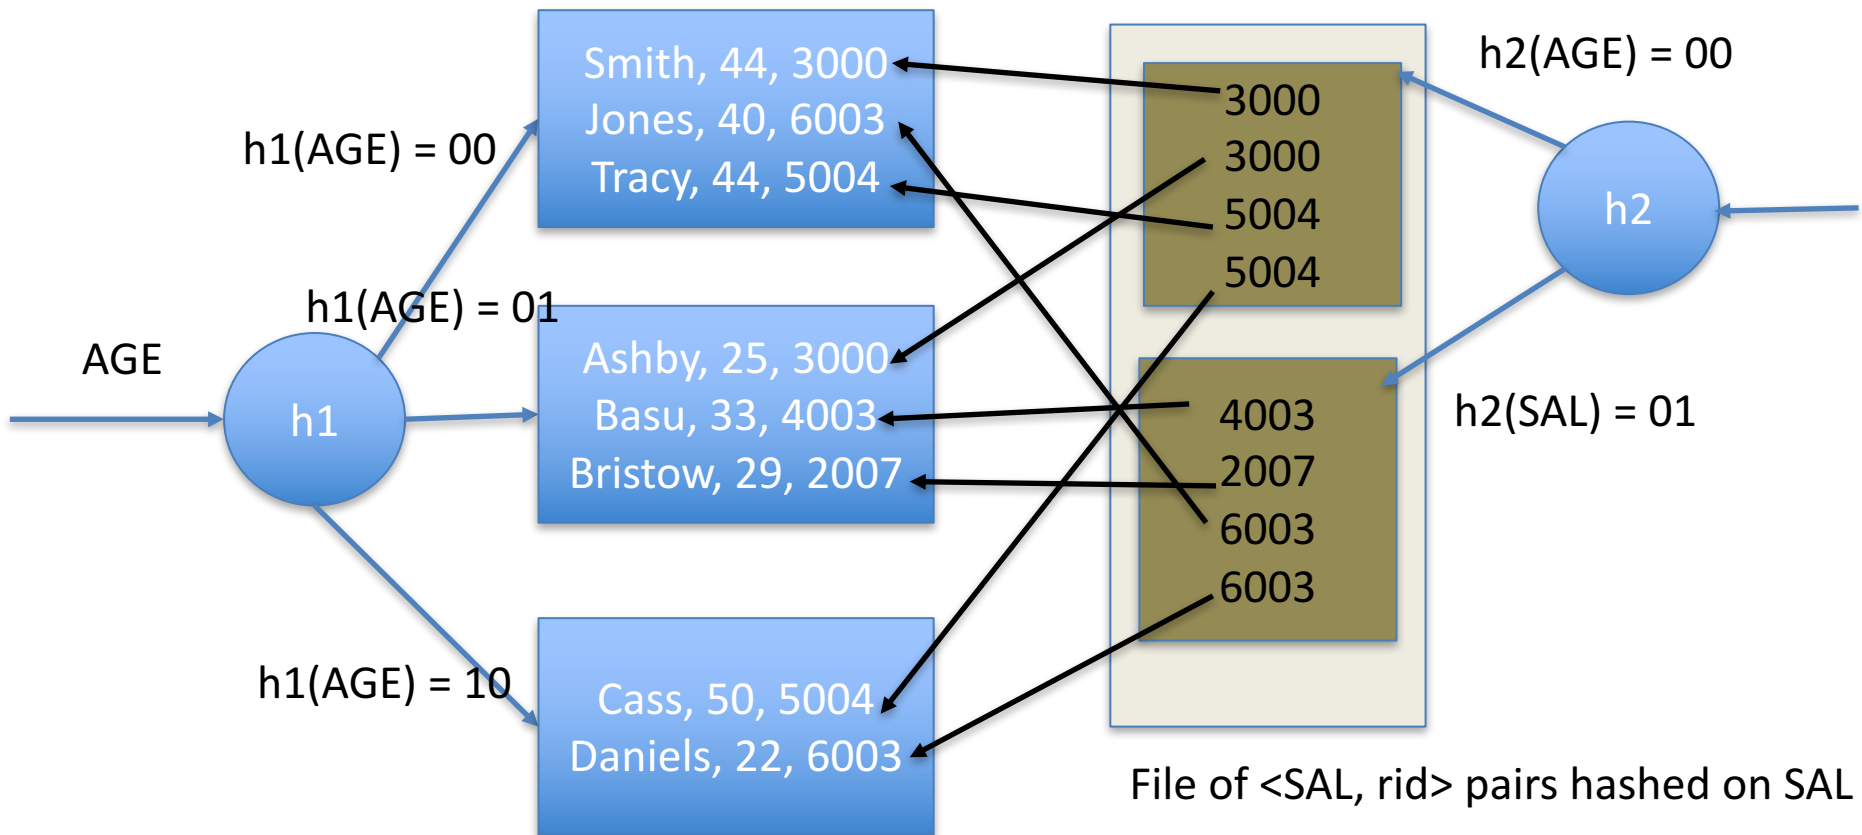 AGE
h1
h1(AGE) = 00
h1(AGE) = 01
h1(AGE) = 10
Smith, 44, 3000
Jones, 40, 6003
Tracy, 44, 5004
Ashby, 25, 3000
Basu, 33, 4003
Bristow, 29, 2007
Cass, 50, 5004
Daniels, 22, 6003
3000
3000
5004
5004
4003
2007
6003
6003
h2(AGE) = 00
h2
h2(SAL) = 01
File of <SAL, rid> pairs hashed on SAL